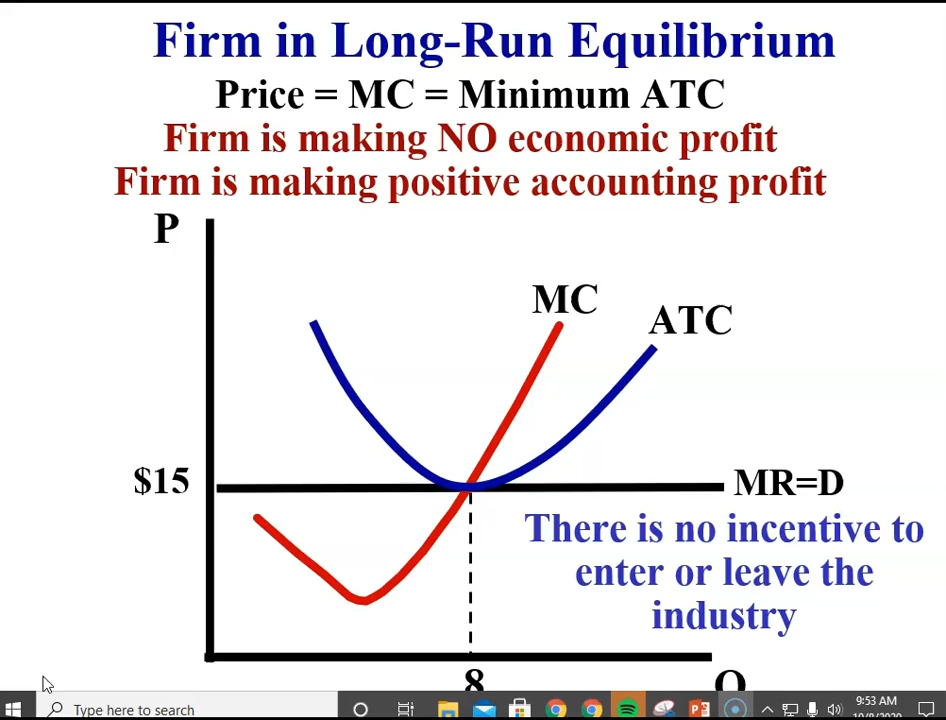 Firm in Long-Run Equilibrium
Price = MC = Minimum ATC
Firm is making NO economic profit
Firm is making positive accounting profit
P
MC
ATC
$15
MR=D
There is no incentive to
enter or leave the
industry
8
Q
Type here to search
9:53 AM